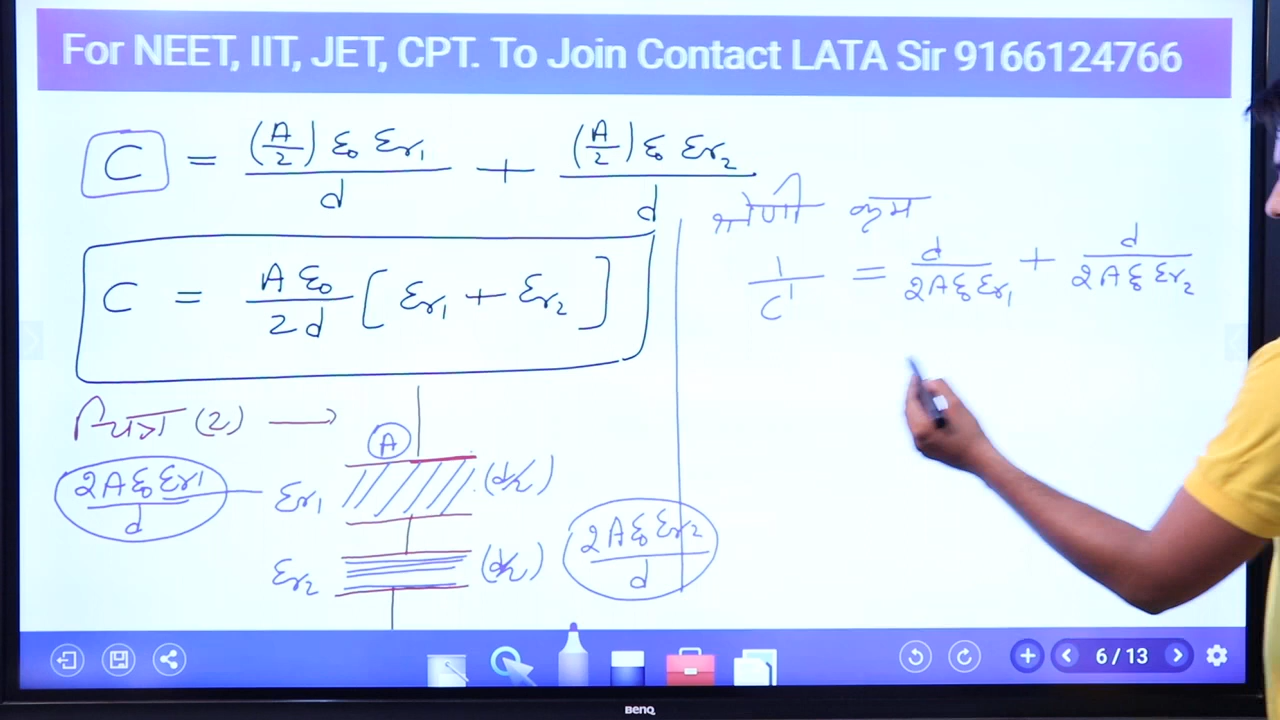 For NEET, IIT, JET, CPT. To Join Contact LATA Sir 9166124766
C = (A/2) ε₀ εr₁ / d + (A/2) ε₀ εr₂ / d
C = A ε₀ / 2d [ εr₁ + εr₂ ]
चित्र (2) →
A
2Aε₀εr1 / d
εr₁ (d/2)
εr₂ (d/2)
2Aε₀εr₂ / d
श्रेणी क्रम
1 / C' = d / 2Aε₀εr₁ + d / 2Aε₀εr₂
6 / 13
BenQ